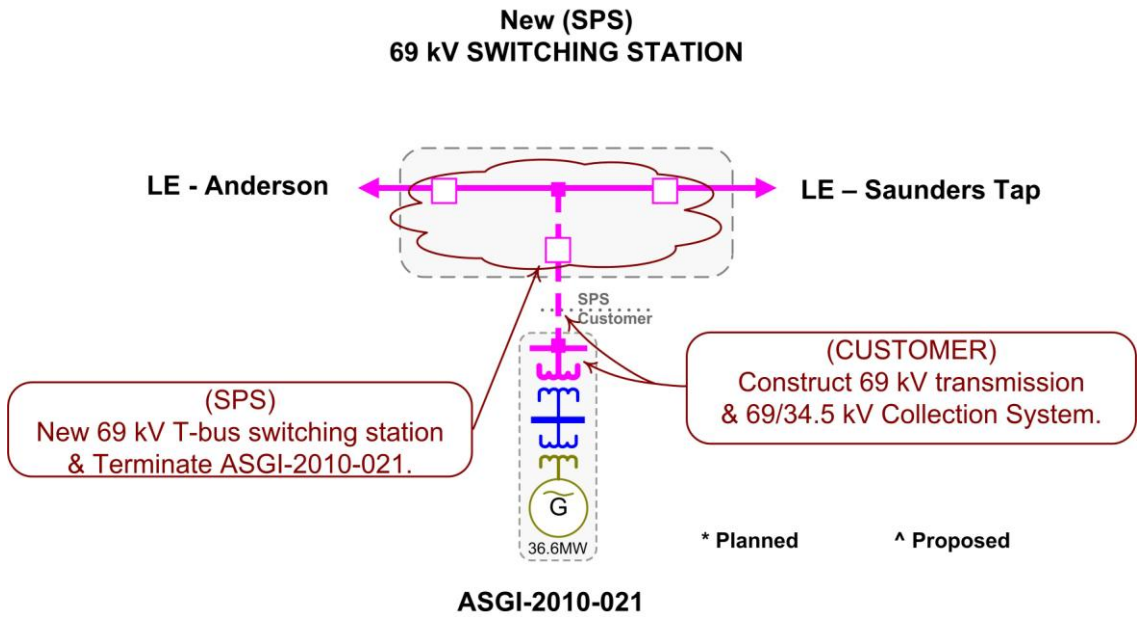 New (SPS)
69 kV SWITCHING STATION
LE - Anderson
LE – Saunders Tap
SPS
Customer
(SPS)
New 69 kV T-bus switching station
& Terminate ASGI-2010-021.
(CUSTOMER)
Construct 69 kV transmission
& 69/34.5 kV Collection System.
G
36.6MW
* Planned
^ Proposed
ASGI-2010-021